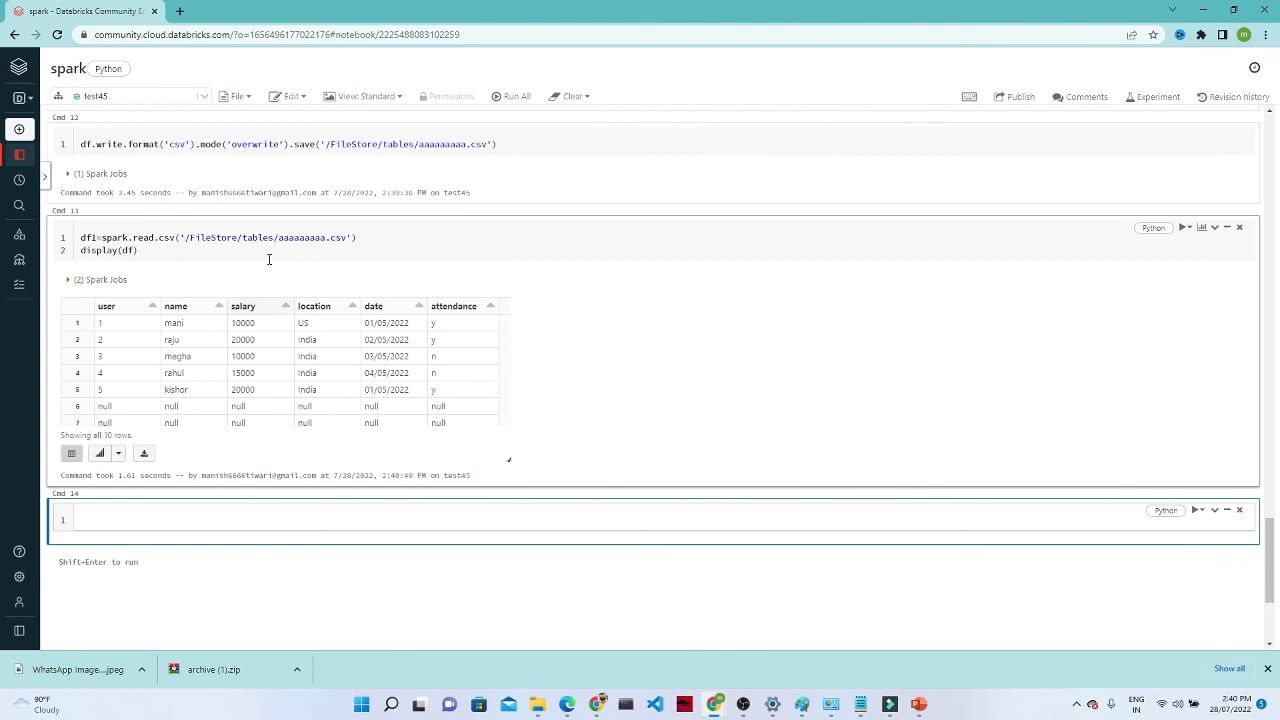 spark - Databricks Community Ec
community.cloud.databricks.com/?o=1656496177022176#notebook/2225488083102259
m
spark Python
D
test45
File
Edit
View: Standard
Permissions
Run All
Clear
Publish
Comments
Experiment
Revision history
Cmd 12
1 df.write.format('csv').mode('overwrite').save('/FileStore/tables/aaaaaaaaa.csv')
(1) Spark Jobs
Command took 3.45 seconds -- by manish6666tiwari@gmail.com at 7/28/2022, 2:39:36 PM on test45
Cmd 13
Python
1 df1=spark.read.csv('/FileStore/tables/aaaaaaaaa.csv')
2 display(df)
(2) Spark Jobs
user name salary location date attendance
1 1 mani 10000 US 01/05/2022 y
2 2 raju 20000 India 02/05/2022 y
3 3 megha 10000 India 03/05/2022 n
4 4 rahul 15000 India 04/05/2022 n
5 5 kishor 20000 India 01/05/2022 y
6 null null null null null null
7 null null null null null null
Showing all 10 rows.
Command took 1.61 seconds -- by manish6666tiwari@gmail.com at 7/28/2022, 2:40:40 PM on test45
Cmd 14
Python
1
Shift+Enter to run
WhatsApp Image....jpeg
archive (1).zip
Show all
90°F
Cloudy
ENG
IN
2:40 PM
28/07/2022